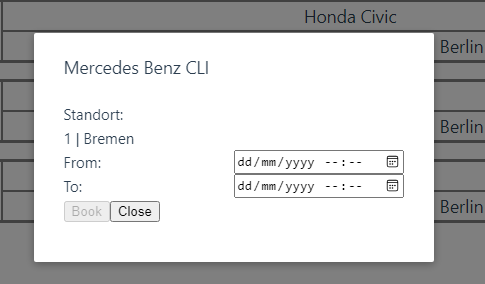 Honda Civic
Mercedes Benz CLI
Berlin
Standort:
1 | Bremen
Berlin
From: dd/mm/yyyy --:--
To: dd/mm/yyyy --:--
Book Close
Berlin